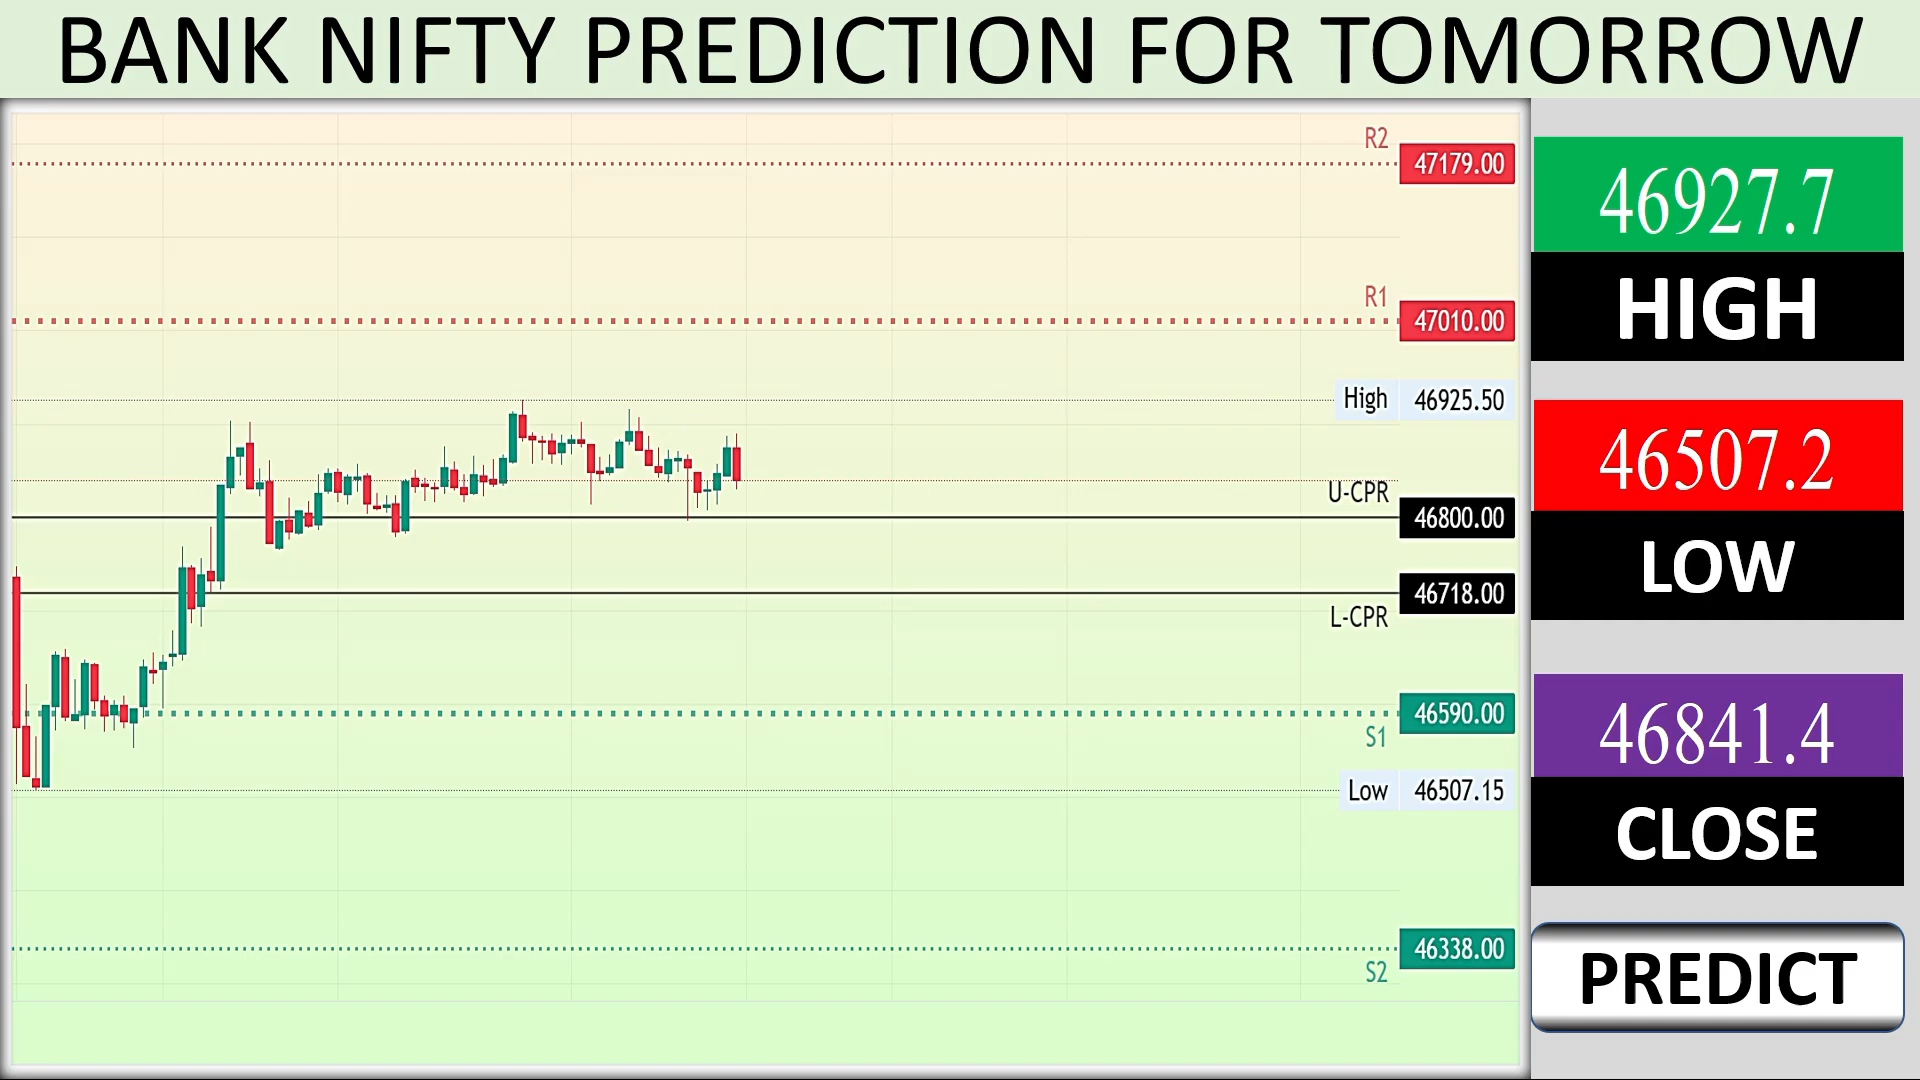 BANK NIFTY PREDICTION FOR TOMORROW
R2
47179.00
R1
47010.00
High 46925.50
U-CPR
46800.00
46718.00
L-CPR
46590.00
S1
Low 46507.15
46338.00
S2
46927.7
HIGH
46507.2
LOW
46841.4
CLOSE
PREDICT